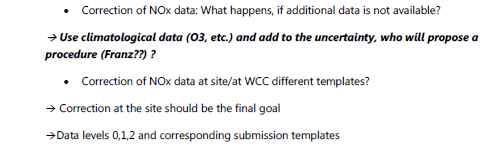 • Correction of NOx data: What happens, if additional data is not available?
→ Use climatological data (O3, etc.) and add to the uncertainty, who will propose a
procedure (Franz??) ?
• Correction of NOx data at site/at WCC different templates?
→ Correction at the site should be the final goal
→Data levels 0,1,2 and corresponding submission templates